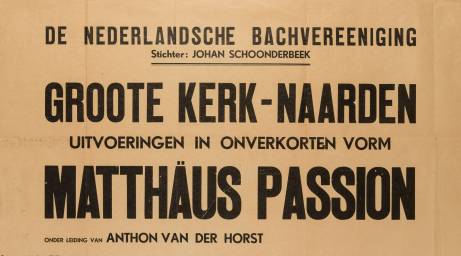 DE NEDERLANDSCHE BACHVEREENIGING
Stichter: JOHAN SCHOONDERBEEK
GROOTE KERK-NAARDEN
UITVOERINGEN IN ONVERKORTEN VORM
MATTHÄUS PASSION
ONDER LEIDING VAN ANTHON VAN DER HORST